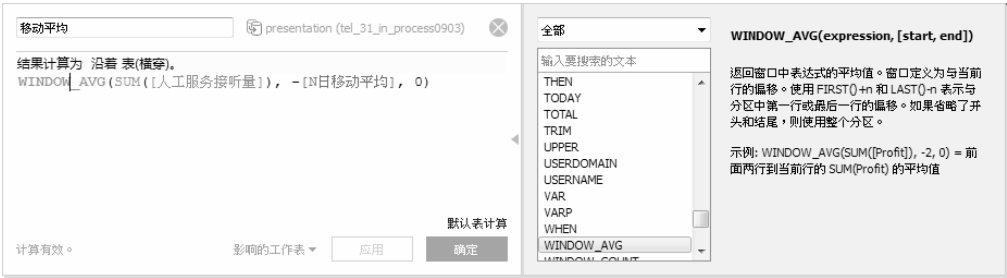 移动平均
presentation (tel_31_in_process0903)
结果计算为 沿着 表(横穿)。
WINDOW_AVG(SUM([人工服务接听量]), -[N日移动平均], 0)
默认表计算
计算有效。
影响的工作表
应用
确定
全部
输入要搜索的文本
THEN
TODAY
TOTAL
TRIM
UPPER
USERDOMAIN
USERNAME
VAR
VARP
WHEN
WINDOW_AVG
WINDOW_COUNT
WINDOW_AVG(expression, [start, end])
返回窗口中表达式的平均值。窗口定义为与当前
行的偏移。使用 FIRST()+n 和 LAST()-n 表示与
分区中第一行或最后一行的偏移。如果省略了开
头和结尾，则使用整个分区。
示例: WINDOW_AVG(SUM([Profit]), -2, 0) = 前
面两行到当前行的 SUM(Profit) 的平均值